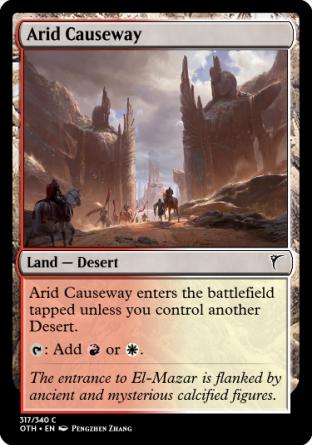 Arid Causeway
Land — Desert
Arid Causeway enters the battlefield
tapped unless you control another
Desert.
: Add or .
The entrance to El-Mazar is flanked by
ancient and mysterious calcified figures.
317/340 C
OTH • EN Pengzhen Zhang